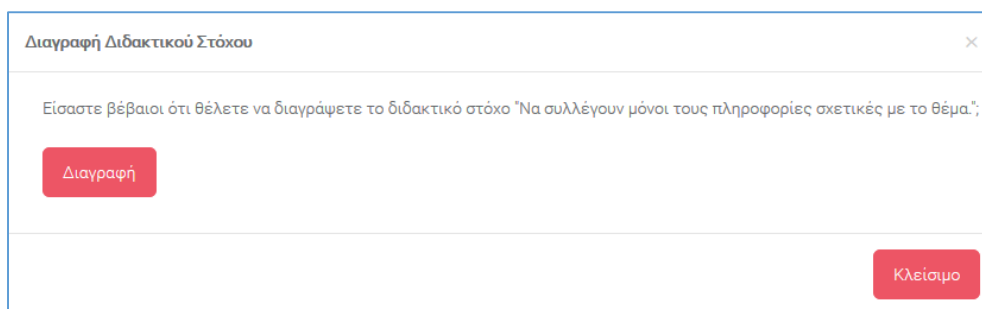 Διαγραφή Διδακτικού Στόχου
×
Είσαστε βέβαιοι ότι θέλετε να διαγράψετε το διδακτικό στόχο "Να συλλέγουν μόνοι τους πληροφορίες σχετικές με το θέμα.";
Διαγραφή
Κλείσιμο